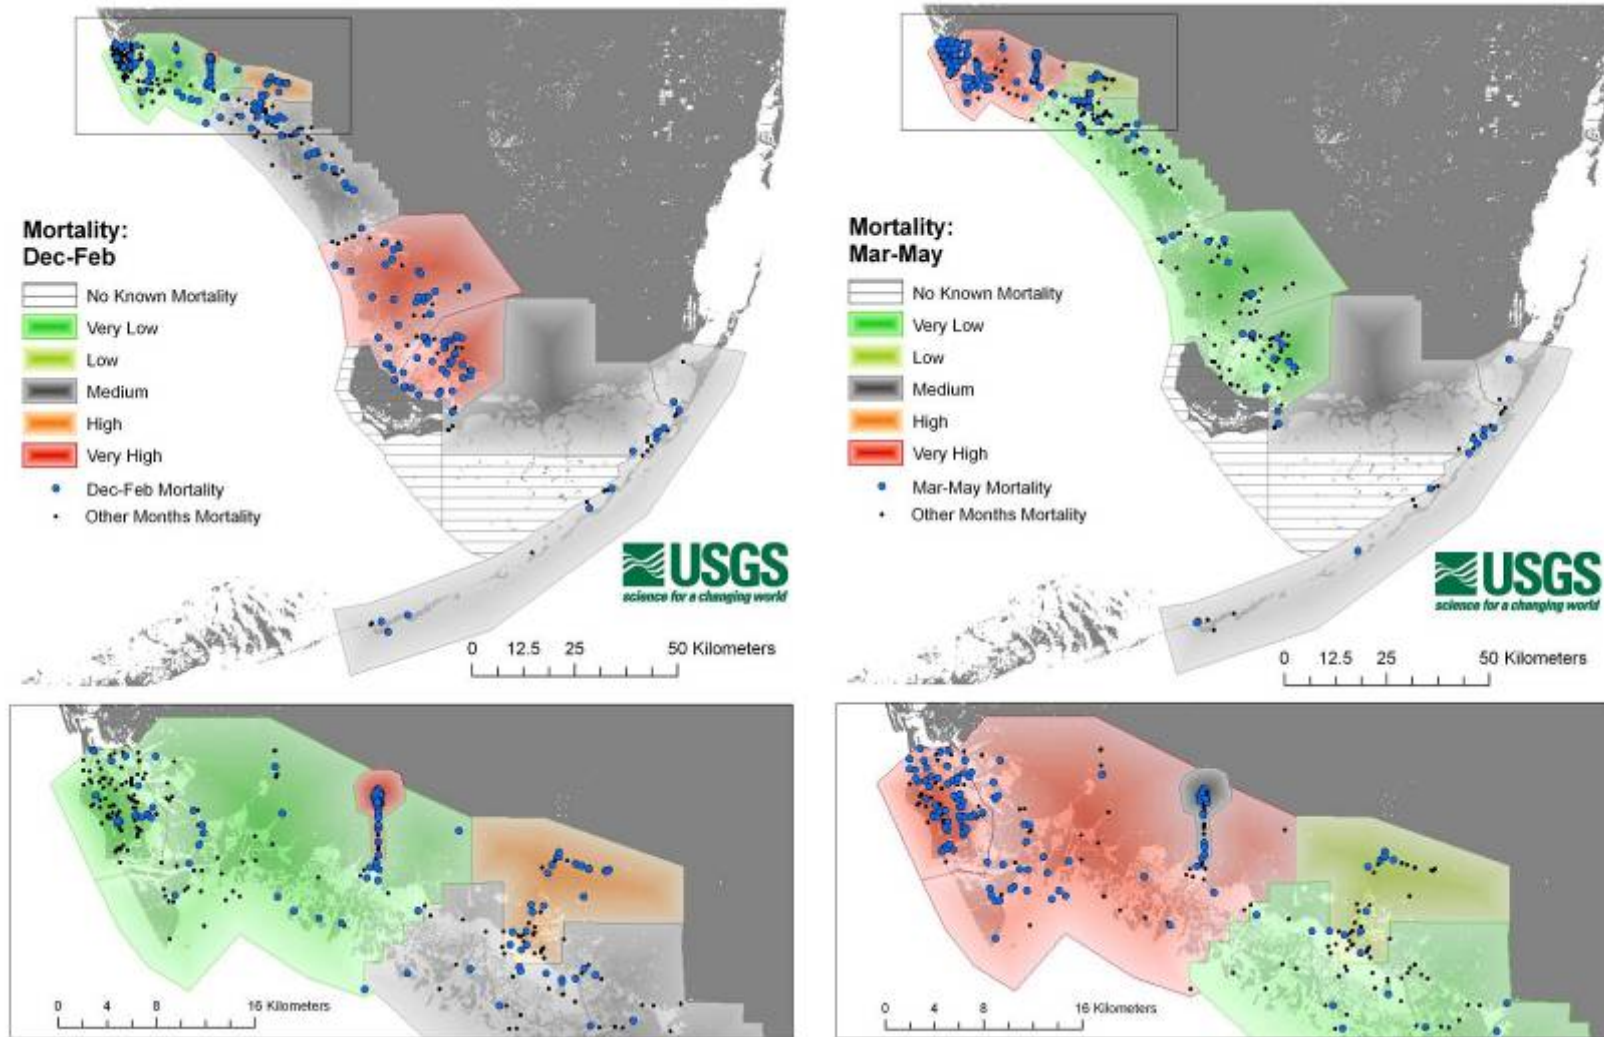 Mortality:
Dec-Feb
No Known Mortality
Very Low
Low
Medium
High
Very High
Dec-Feb Mortality
Other Months Mortality
USGS
science for a changing world
0 12.5 25 50 Kilometers
Mortality:
Mar-May
No Known Mortality
Very Low
Low
Medium
High
Very High
Mar-May Mortality
Other Months Mortality
USGS
science for a changing world
0 12.5 25 50 Kilometers
0 4 8 16 Kilometers
0 4 8 16 Kilometers